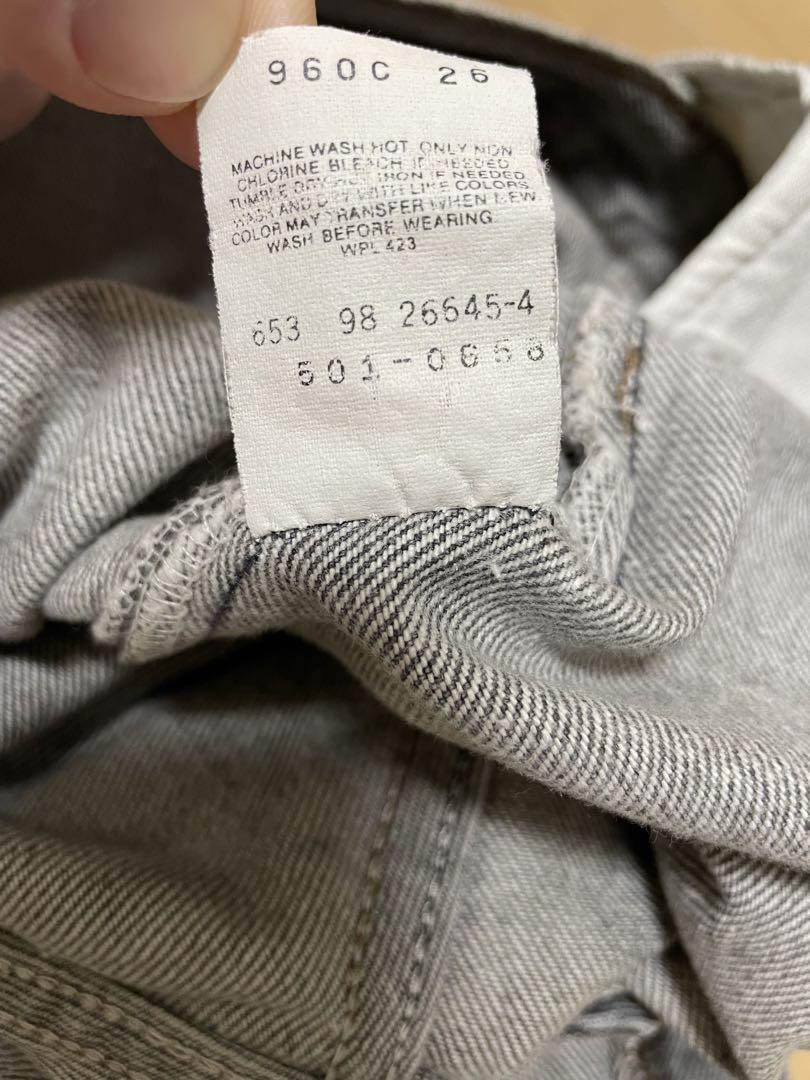 960C 26
MACHINE WASH HOT ONLY NON
CHLORINE BLEACH IF NEEDED
TUMBLE DRY IRON IF NEEDED
WASH AND DRY WITH LIKE COLORS
COLOR MAY TRANSFER WHEN NEW
WASH BEFORE WEARING
WPL 423
653 98 26645-4
501-0658